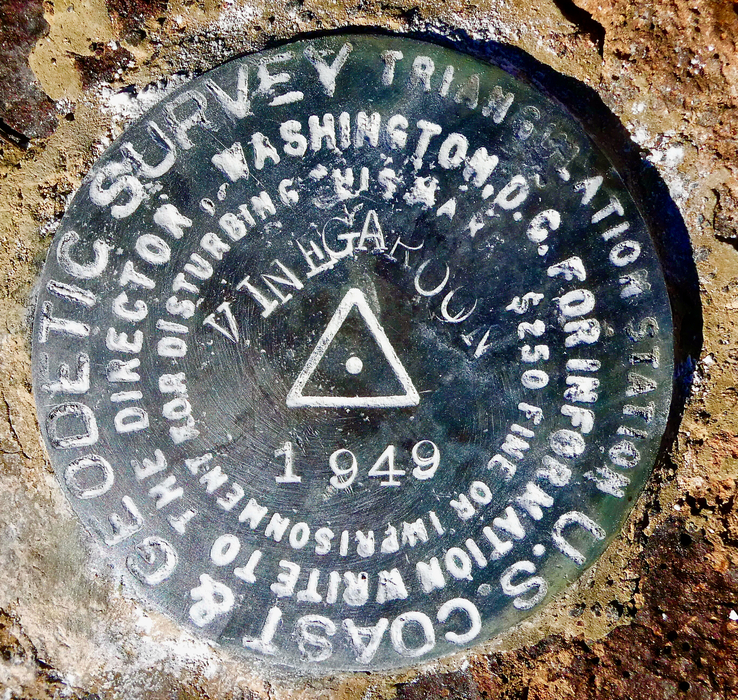 U.S. COAST & GEODETIC SURVEY
TRIANGULATION STATION
FOR INFORMATION WRITE TO THE DIRECTOR, WASHINGTON, D.C.
$250 FINE OR IMPRISONMENT FOR DISTURBING THIS MARK
VINEGAROON
1949